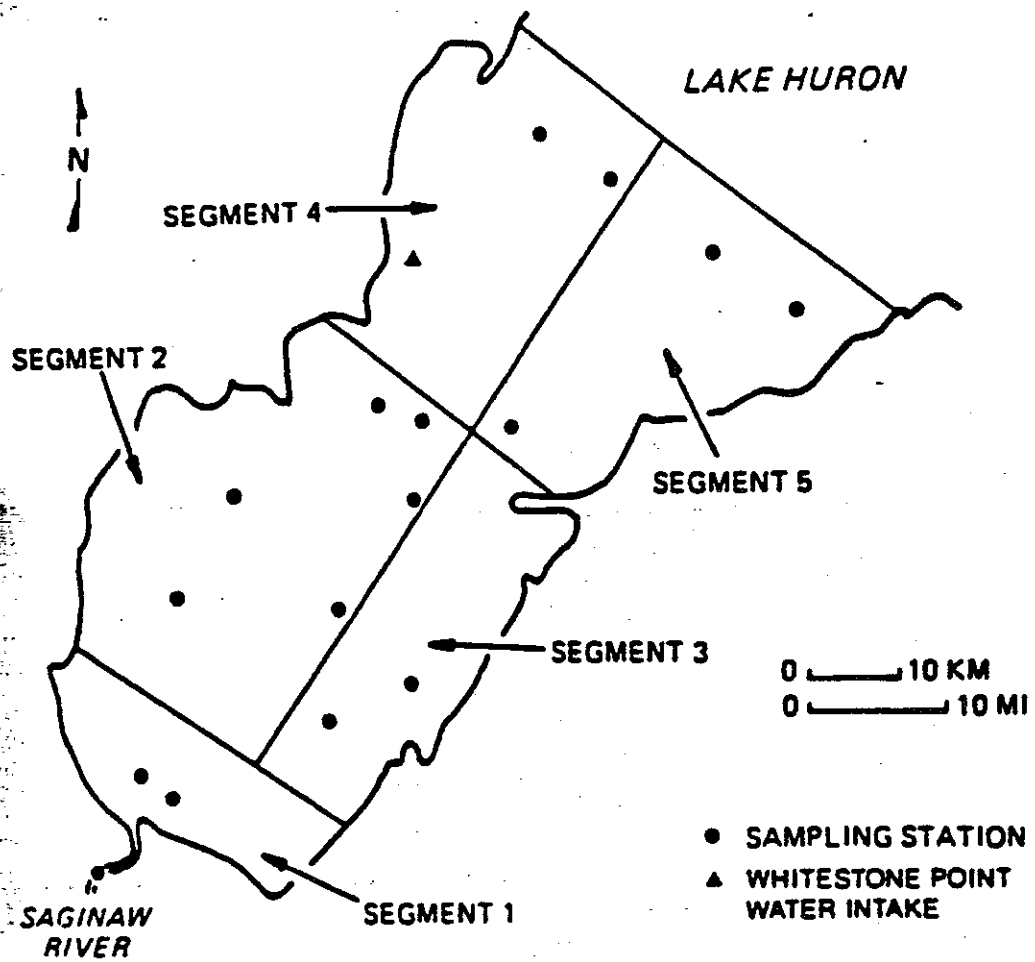 LAKE HURON
N
SEGMENT 4
SEGMENT 2
SEGMENT 5
SEGMENT 3
0 10 KM
0 10 MI
SAMPLING STATION
WHITESTONE POINT
WATER INTAKE
SEGMENT 1
SAGINAW
RIVER